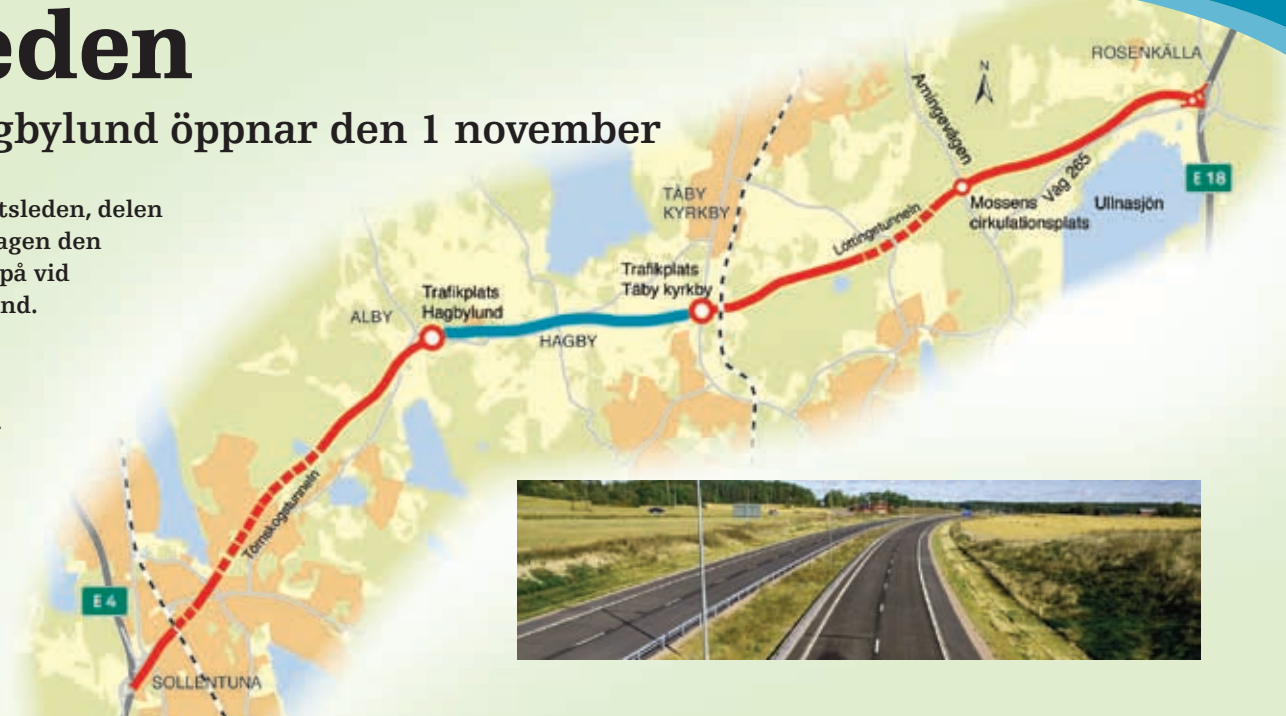 eden
gbylund öppnar den 1 november
tsleden, delen
agen den
på vid
nd.
ROSENKÄLLA
N
Arningevägen
E 18
TÄBY
KYRKBY
Mossens
cirkulationsplats
Väg 265
Ullnasjön
Löttingetunneln
Trafikplats
Täby kyrkby
Trafikplats
Hagbylund
ALBY
HAGBY
Törnskogstunneln
E 4
SOLLENTUNA